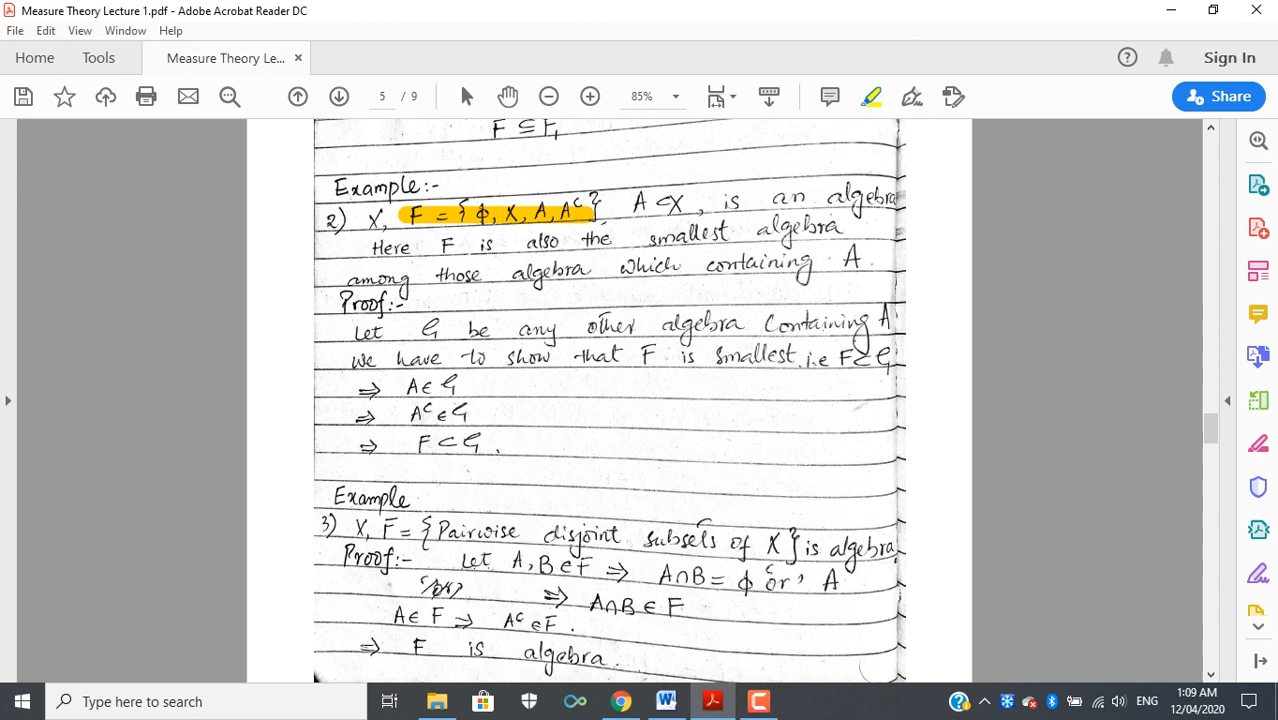 Measure Theory Lecture 1.pdf - Adobe Acrobat Reader DC
File Edit View Window Help
Home Tools Measure Theory Le... ×
Sign In
5 / 9 85% Share
F ⊆ F₁
Example:-
2) X, F = {ϕ, X, A, Aᶜ} A⊂X, is an algebra
Here F is also the smallest algebra
among those algebra which containing A.
Proof:-
Let G be any other algebra Containing A
we have to show that F is smallest. i.e F⊂G
⇒ A∈G
⇒ Aᶜ∈G
⇒ F⊂G.
Example
3) X, F = {Pairwise disjoint subsets of X} is algebra.
Proof:- Let A, B∈F ⇒ A∩B = ϕ 'or' A
⇒ A∩B∈F
A∈F ⇒ Aᶜ∈F.
⇒ F is algebra.
Type here to search
ENG
1:09 AM
12/04/2020